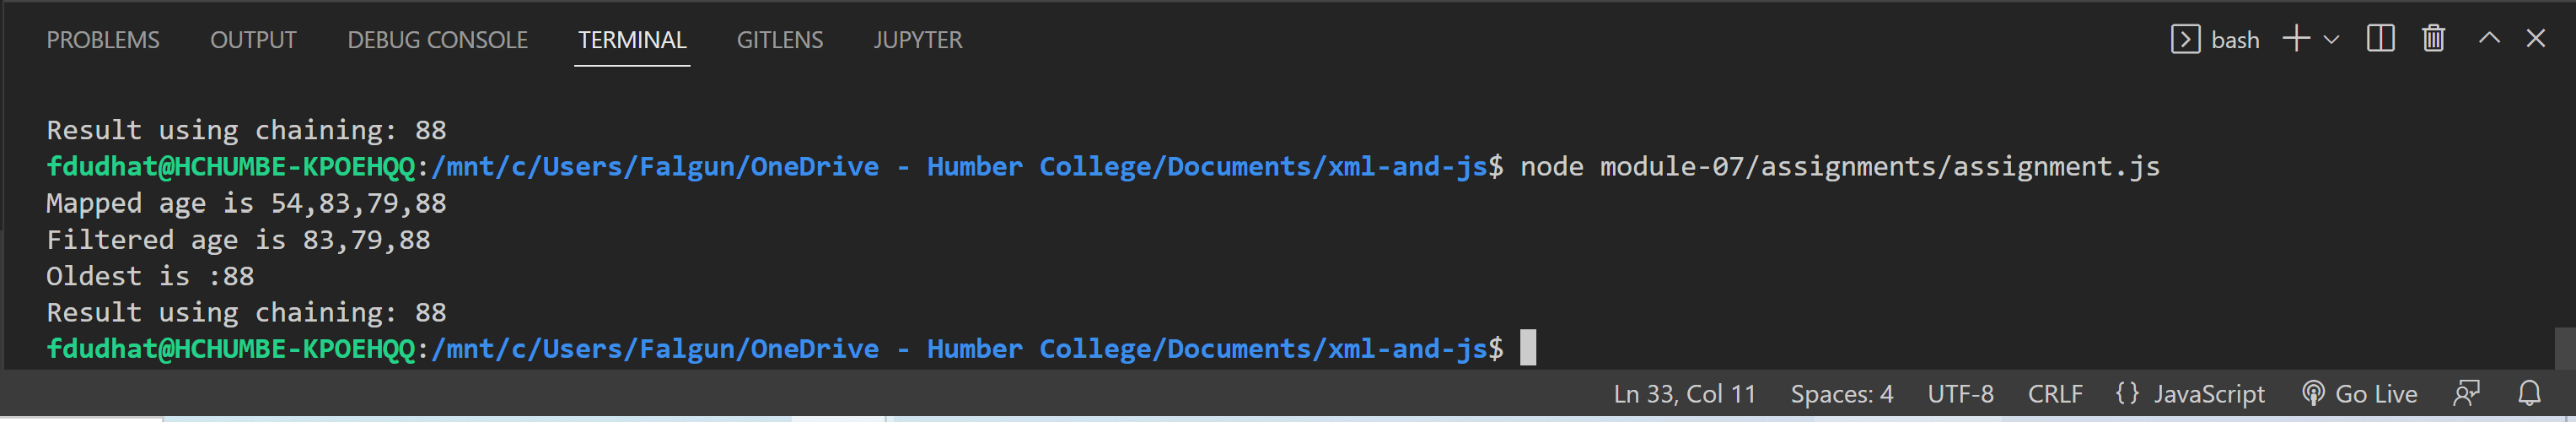 PROBLEMS OUTPUT DEBUG CONSOLE TERMINAL GITLENS JUPYTER bash
Result using chaining: 88
fdudhat@HCHUMBE-KPOEHQQ:/mnt/c/Users/Falgun/OneDrive - Humber College/Documents/xml-and-js$ node module-07/assignments/assignment.js
Mapped age is 54,83,79,88
Filtered age is 83,79,88
Oldest is :88
Result using chaining: 88
fdudhat@HCHUMBE-KPOEHQQ:/mnt/c/Users/Falgun/OneDrive - Humber College/Documents/xml-and-js$
Ln 33, Col 11 Spaces: 4 UTF-8 CRLF {} JavaScript Go Live